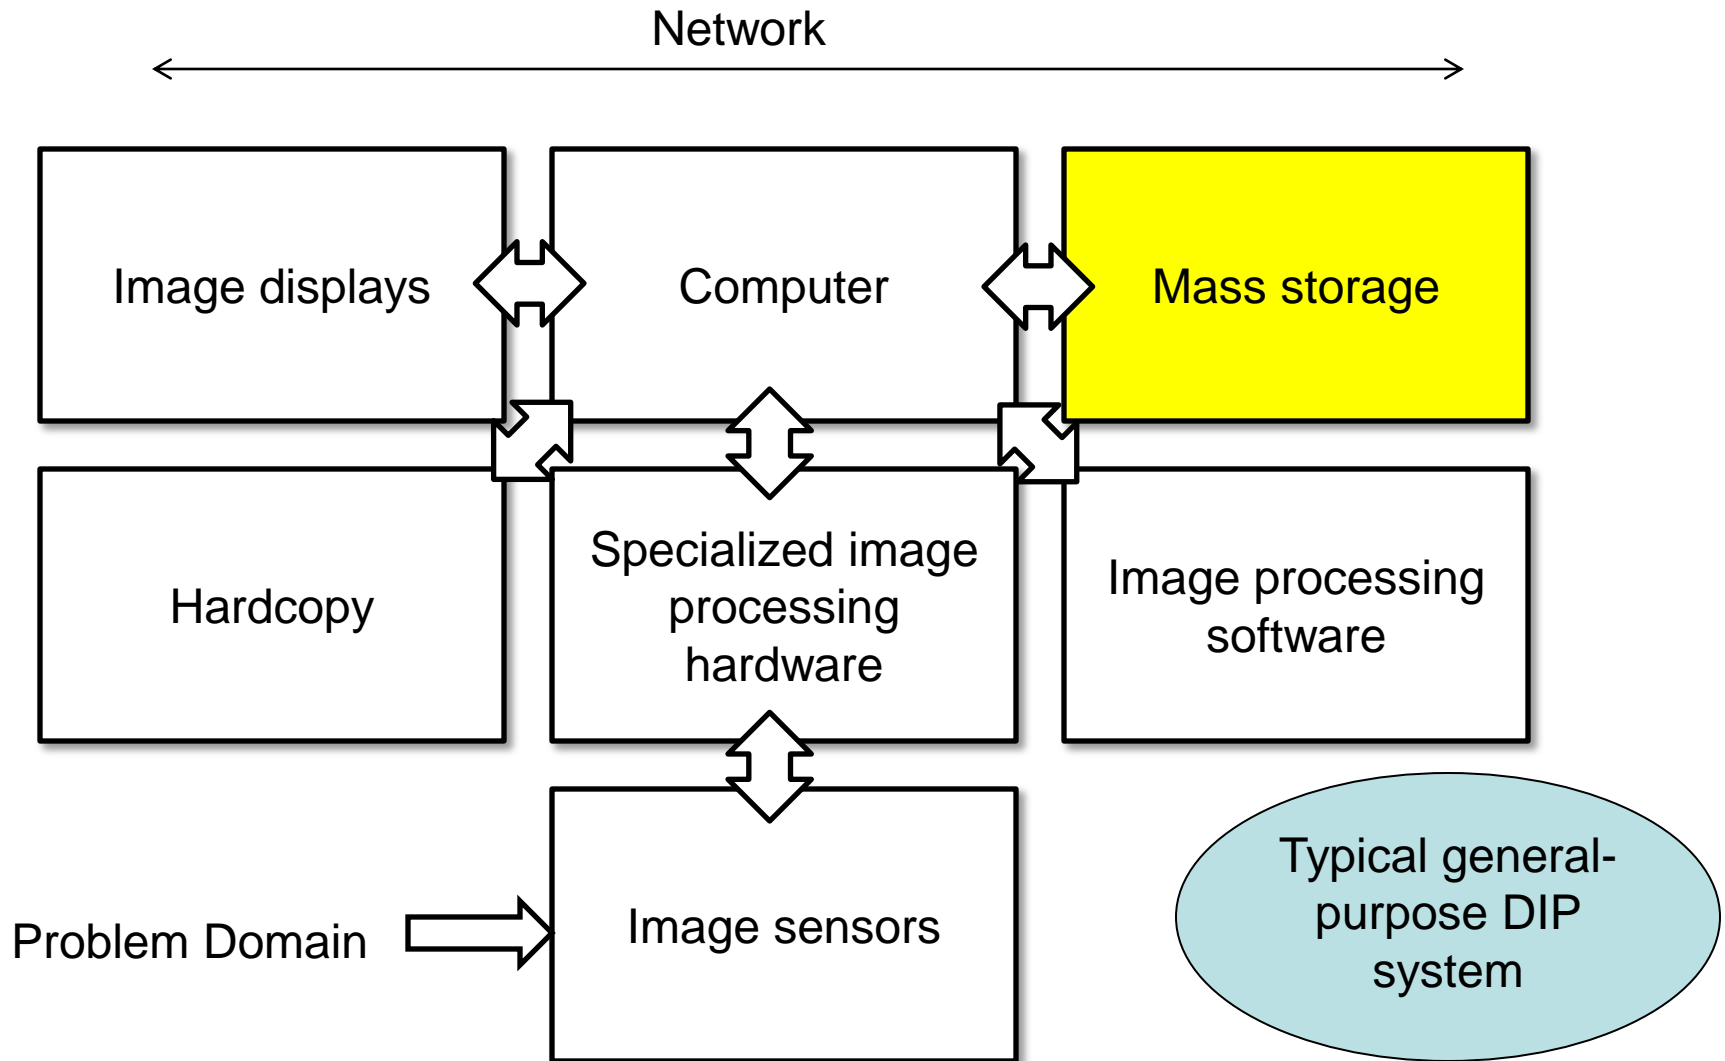 Network
Image displays
Computer
Mass storage
Hardcopy
Specialized image
processing
hardware
Image processing
software
Problem Domain
Image sensors
Typical general-
purpose DIP
system